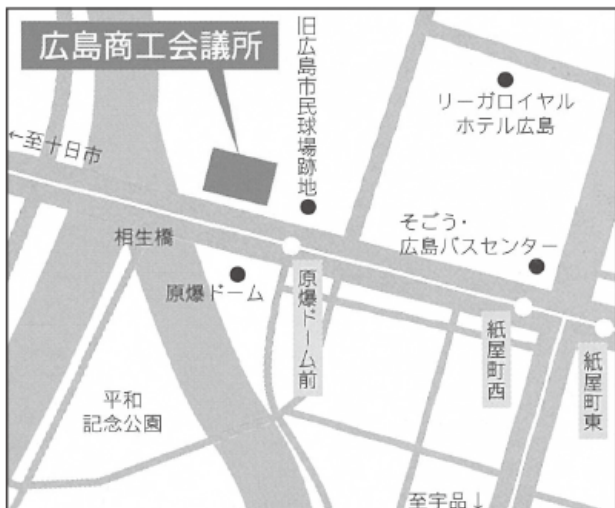 広島商工会議所
旧広島市民球場跡地
リーガロイヤル
ホテル広島
←至十日市
そごう・
広島バスセンター
相生橋
原爆ドーム
原爆ドーム前
紙屋町西
紙屋町東
平和
記念公園
至宇品↓